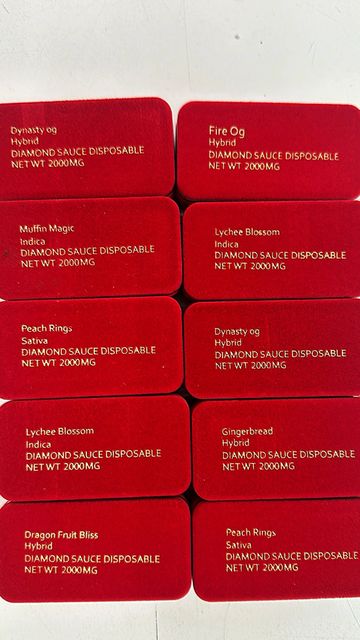 Dynasty og
Hybrid
DIAMOND SAUCE DISPOSABLE
NET WT 2000MG
Fire Og
Hybrid
DIAMOND SAUCE DISPOSABLE
NET WT 2000MG
Muffin Magic
Indica
DIAMOND SAUCE DISPOSABLE
NET WT 2000MG
Lychee Blossom
Indica
DIAMOND SAUCE DISPOSABLE
NET WT 2000MG
Peach Rings
Sativa
DIAMOND SAUCE DISPOSABLE
NET WT 2000MG
Dynasty og
Hybrid
DIAMOND SAUCE DISPOSABLE
NET WT 2000MG
Lychee Blossom
Indica
DIAMOND SAUCE DISPOSABLE
NET WT 2000MG
Gingerbread
Hybrid
DIAMOND SAUCE DISPOSABLE
NET WT 2000MG
Dragon Fruit Bliss
Hybrid
DIAMOND SAUCE DISPOSABLE
NET WT 2000MG
Peach Rings
Sativa
DIAMOND SAUCE DISPOSABLE
NET WT 2000MG